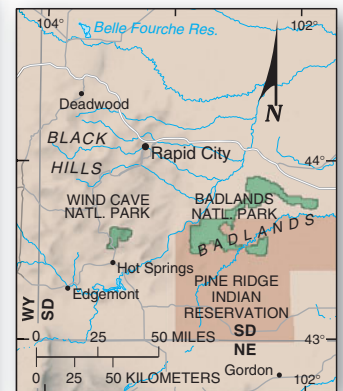 104°
102°
Belle Fourche Res.
Deadwood
N
BLACK
HILLS
Rapid City
44°
WIND CAVE
NATL. PARK
BADLANDS
NATL. PARK
BADLANDS
Hot Springs
Edgemont
PINE RIDGE
INDIAN
RESERVATION
WY
SD
SD
NE
43°
0 25 50 MILES
0 25 50 KILOMETERS
Gordon
102°